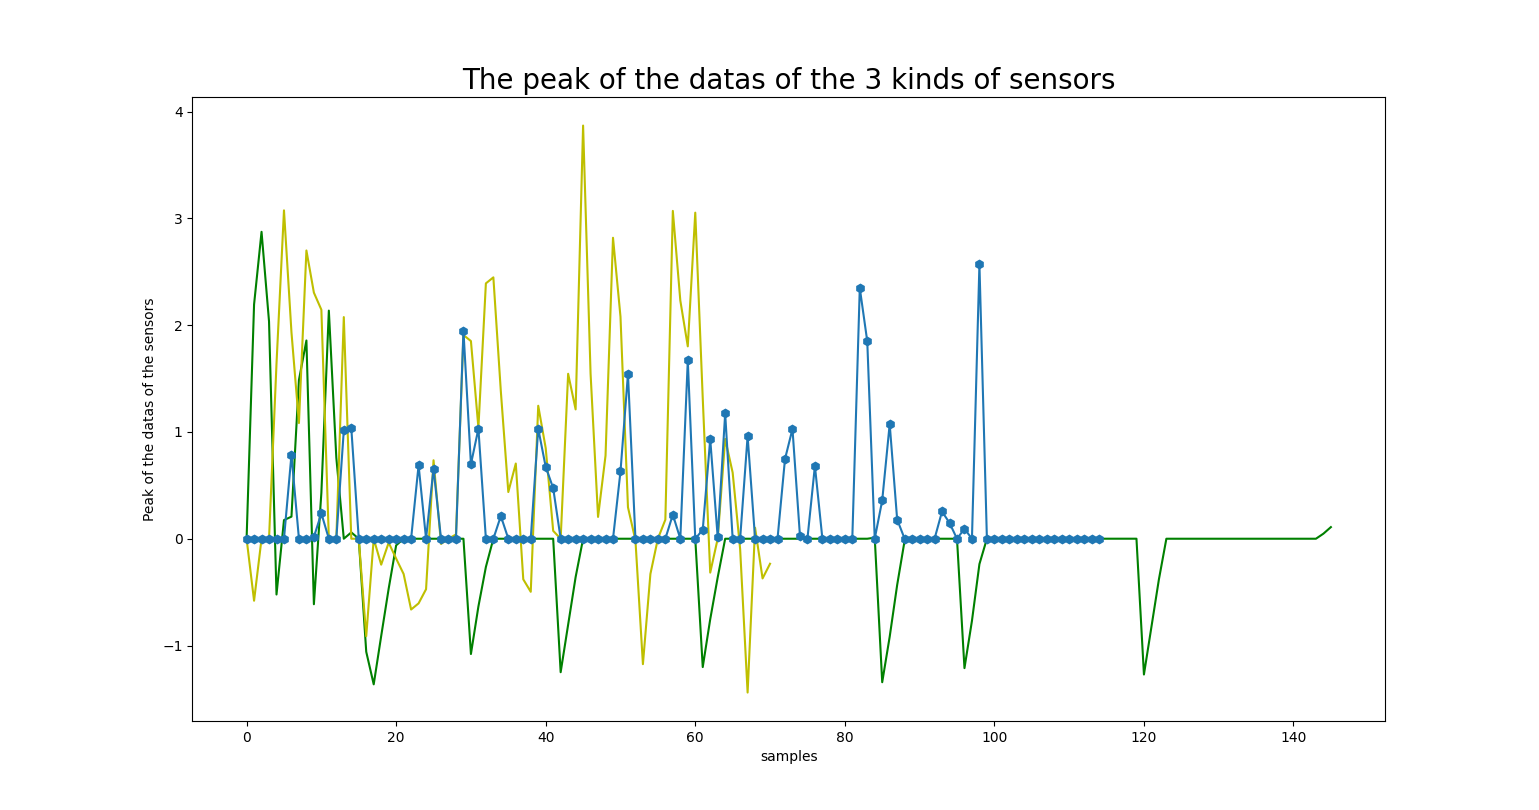 The peak of the datas of the 3 kinds of sensors
Peak of the datas of the sensors
4
3
2
1
0
−1
0 20 40 60 80 100 120 140
samples